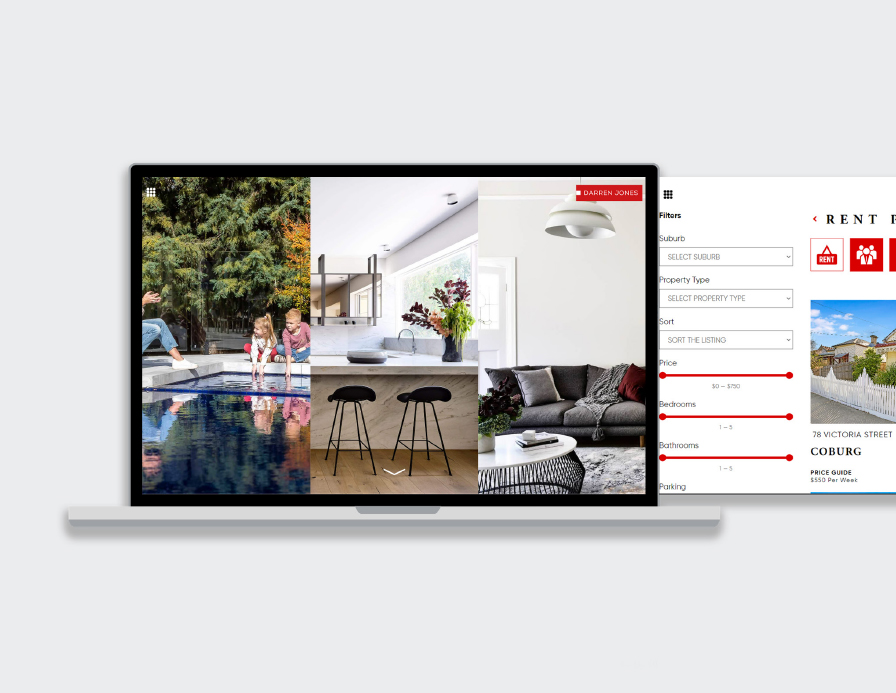 DARREN JONES
Filters
Suburb
SELECT SUBURB
Property Type
SELECT PROPERTY TYPE
Sort
SORT THE LISTING
Price
$0 — $750
Bedrooms
1 — 5
Bathrooms
1 — 5
Parking
RENT
RENT
78 VICTORIA STREET
COBURG
PRICE GUIDE
$550 Per Week